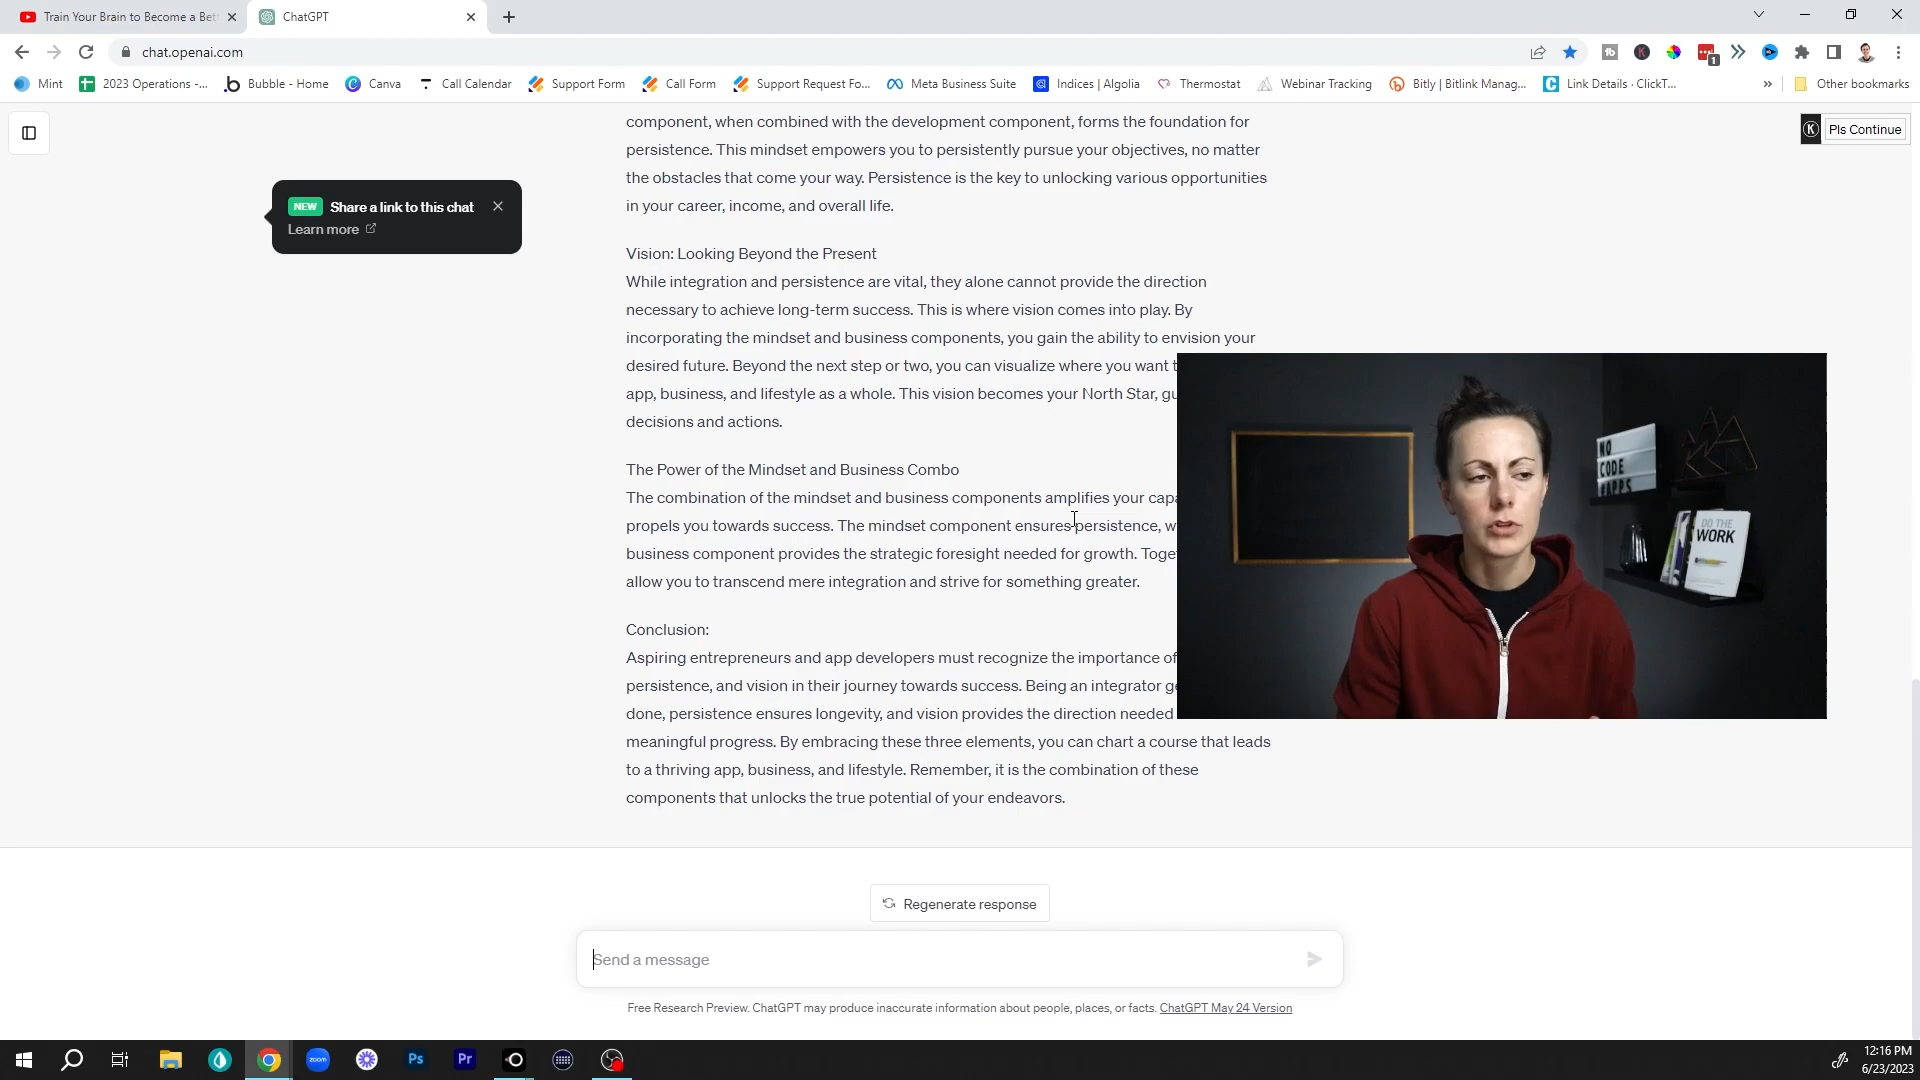 Train Your Brain to Become a Bet
ChatGPT
chat.openai.com
1
Mint
2023 Operations -...
Bubble - Home
Canva
Call Calendar
Support Form
Call Form
Support Request Fo...
Meta Business Suite
Indices | Algolia
Thermostat
Webinar Tracking
Bitly | Bitlink Manag...
Link Details · ClickT...
Other bookmarks
K Pls Continue
NEW Share a link to this chat
Learn more
component, when combined with the development component, forms the foundation for
persistence. This mindset empowers you to persistently pursue your objectives, no matter
the obstacles that come your way. Persistence is the key to unlocking various opportunities
in your career, income, and overall life.
Vision: Looking Beyond the Present
While integration and persistence are vital, they alone cannot provide the direction
necessary to achieve long-term success. This is where vision comes into play. By
incorporating the mindset and business components, you gain the ability to envision your
desired future. Beyond the next step or two, you can visualize where you want
app, business, and lifestyle as a whole. This vision becomes your North Star, gu
decisions and actions.
The Power of the Mindset and Business Combo
The combination of the mindset and business components amplifies your capa
propels you towards success. The mindset component ensures persistence, w
business component provides the strategic foresight needed for growth. Toge
allow you to transcend mere integration and strive for something greater.
Conclusion:
Aspiring entrepreneurs and app developers must recognize the importance of
persistence, and vision in their journey towards success. Being an integrator ge
done, persistence ensures longevity, and vision provides the direction needed
meaningful progress. By embracing these three elements, you can chart a course that leads
to a thriving app, business, and lifestyle. Remember, it is the combination of these
components that unlocks the true potential of your endeavors.
NO
CODE
APPS
DO THE
WORK
Regenerate response
Send a message
Free Research Preview. ChatGPT may produce inaccurate information about people, places, or facts. ChatGPT May 24 Version
zoom
Ps
Pr
12:16 PM
6/23/2023